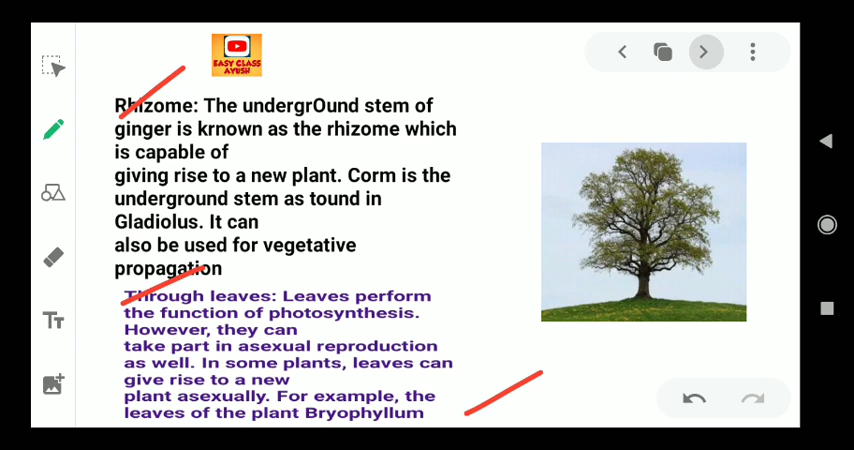 EASY CLASS
AYUSH
Rhizome: The undergrOund stem of
ginger is krnown as the rhizome which
is capable of
giving rise to a new plant. Corm is the
underground stem as tound in
Gladiolus. It can
also be used for vegetative
propagation
Through leaves: Leaves perform
the function of photosynthesis.
However, they can
take part in asexual reproduction
as well. In some plants, leaves can
give rise to a new
plant asexually. For example, the
leaves of the plant Bryophyllum
TT